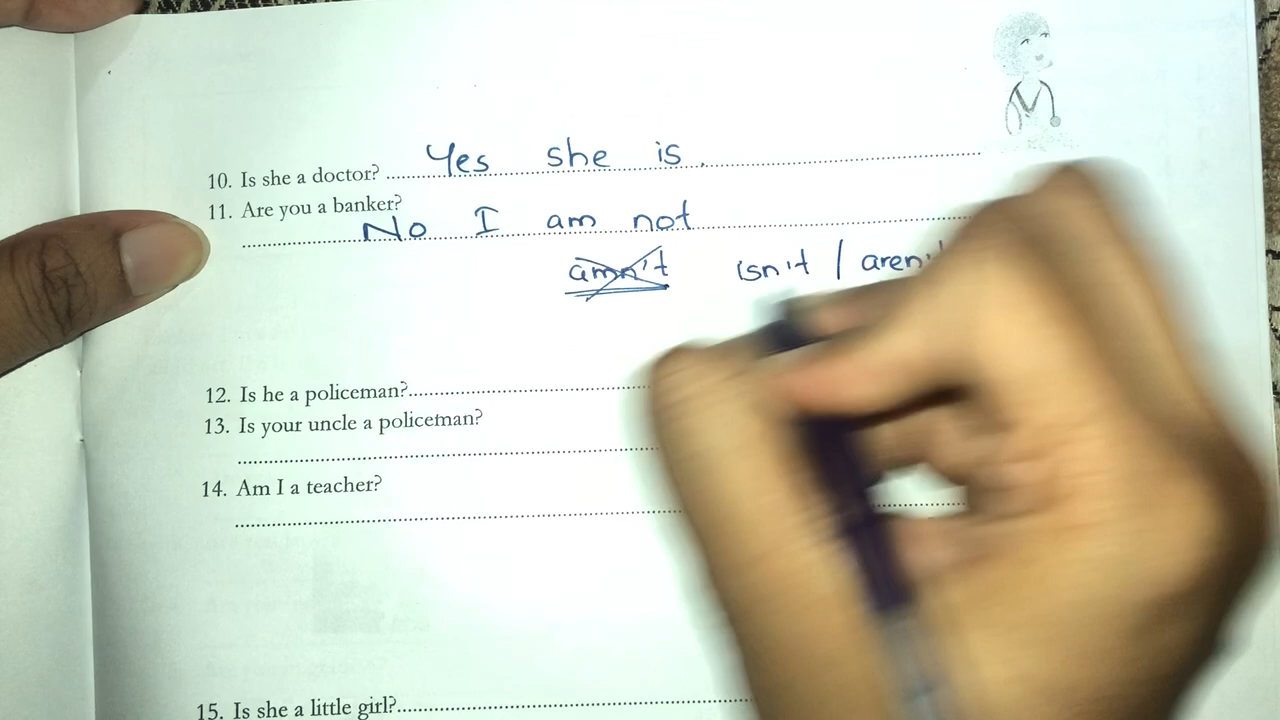 10. Is she a doctor? Yes she is.
11. Are you a banker?
No I am not
amn't isn't / aren't
12. Is he a policeman?
13. Is your uncle a policeman?
14. Am I a teacher?
15. Is she a little girl?